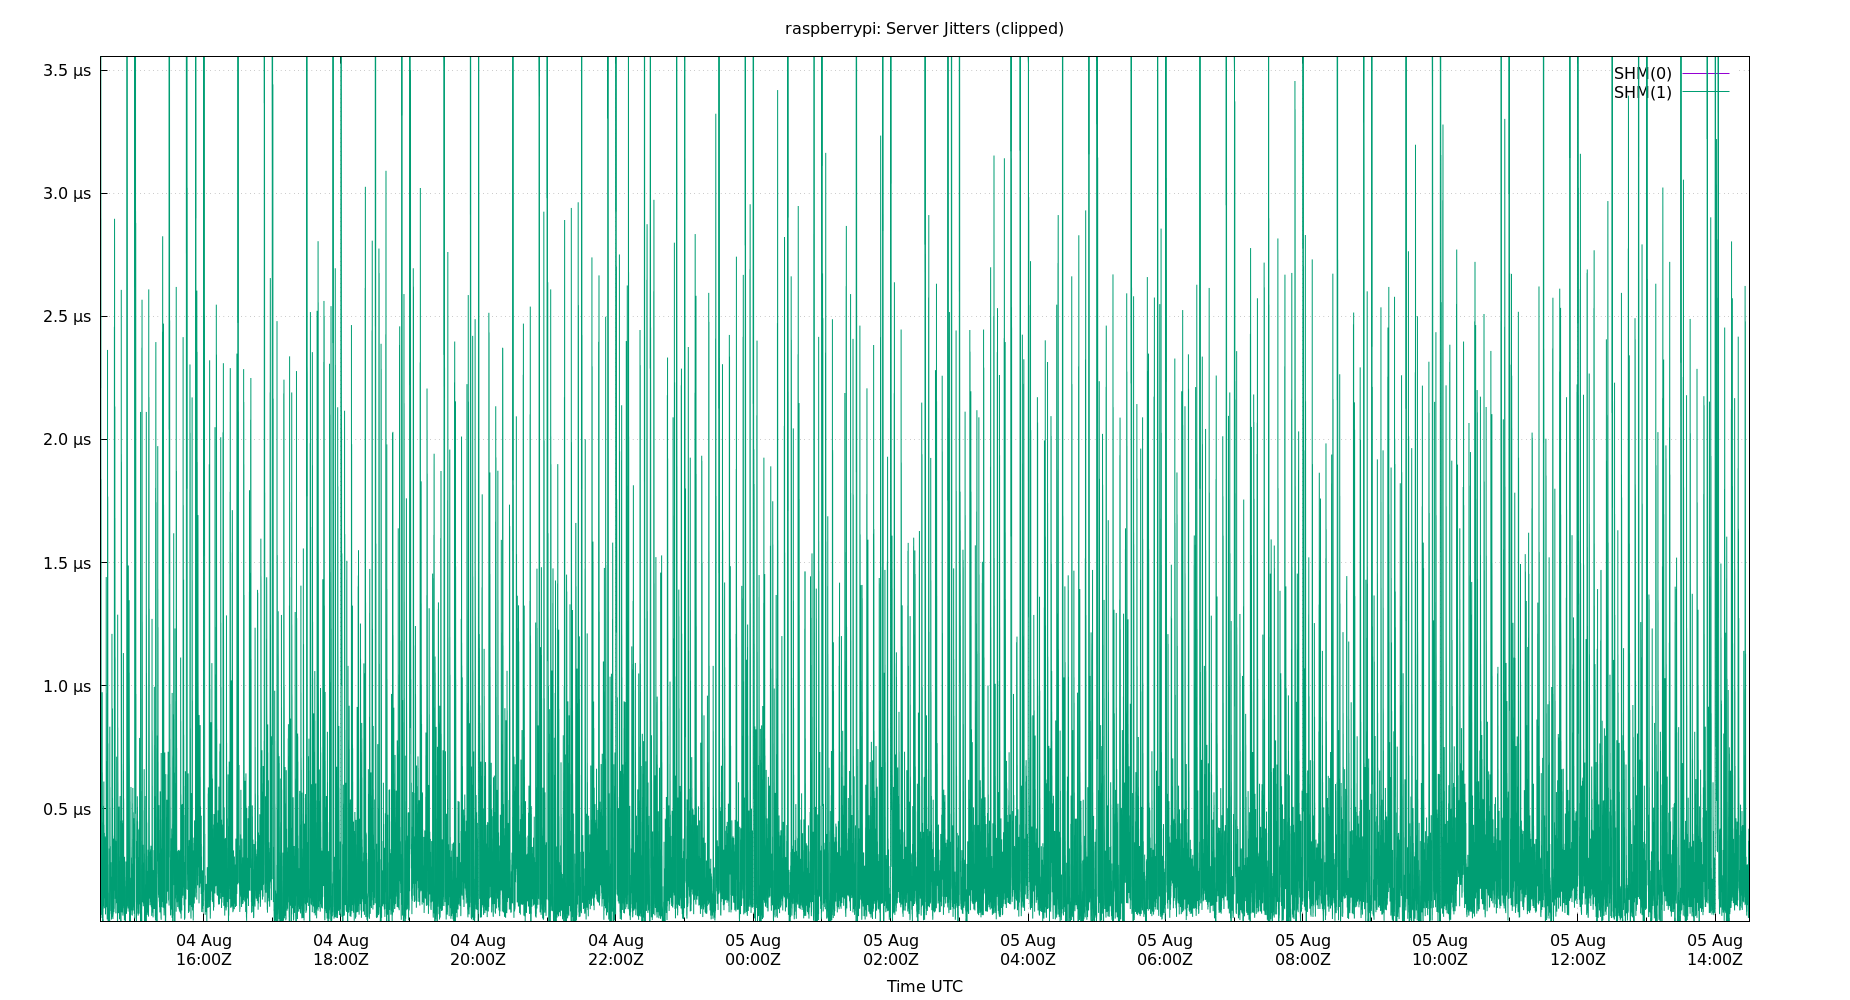 raspberrypi: Server Jitters (clipped)
3.5 µs
3.0 µs
2.5 µs
2.0 µs
1.5 µs
1.0 µs
0.5 µs
SHM(0)
SHM(1)
04 Aug 04 Aug 04 Aug 04 Aug 05 Aug 05 Aug 05 Aug 05 Aug 05 Aug 05 Aug 05 Aug 05 Aug
16:00Z 18:00Z 20:00Z 22:00Z 00:00Z 02:00Z 04:00Z 06:00Z 08:00Z 10:00Z 12:00Z 14:00Z
Time UTC